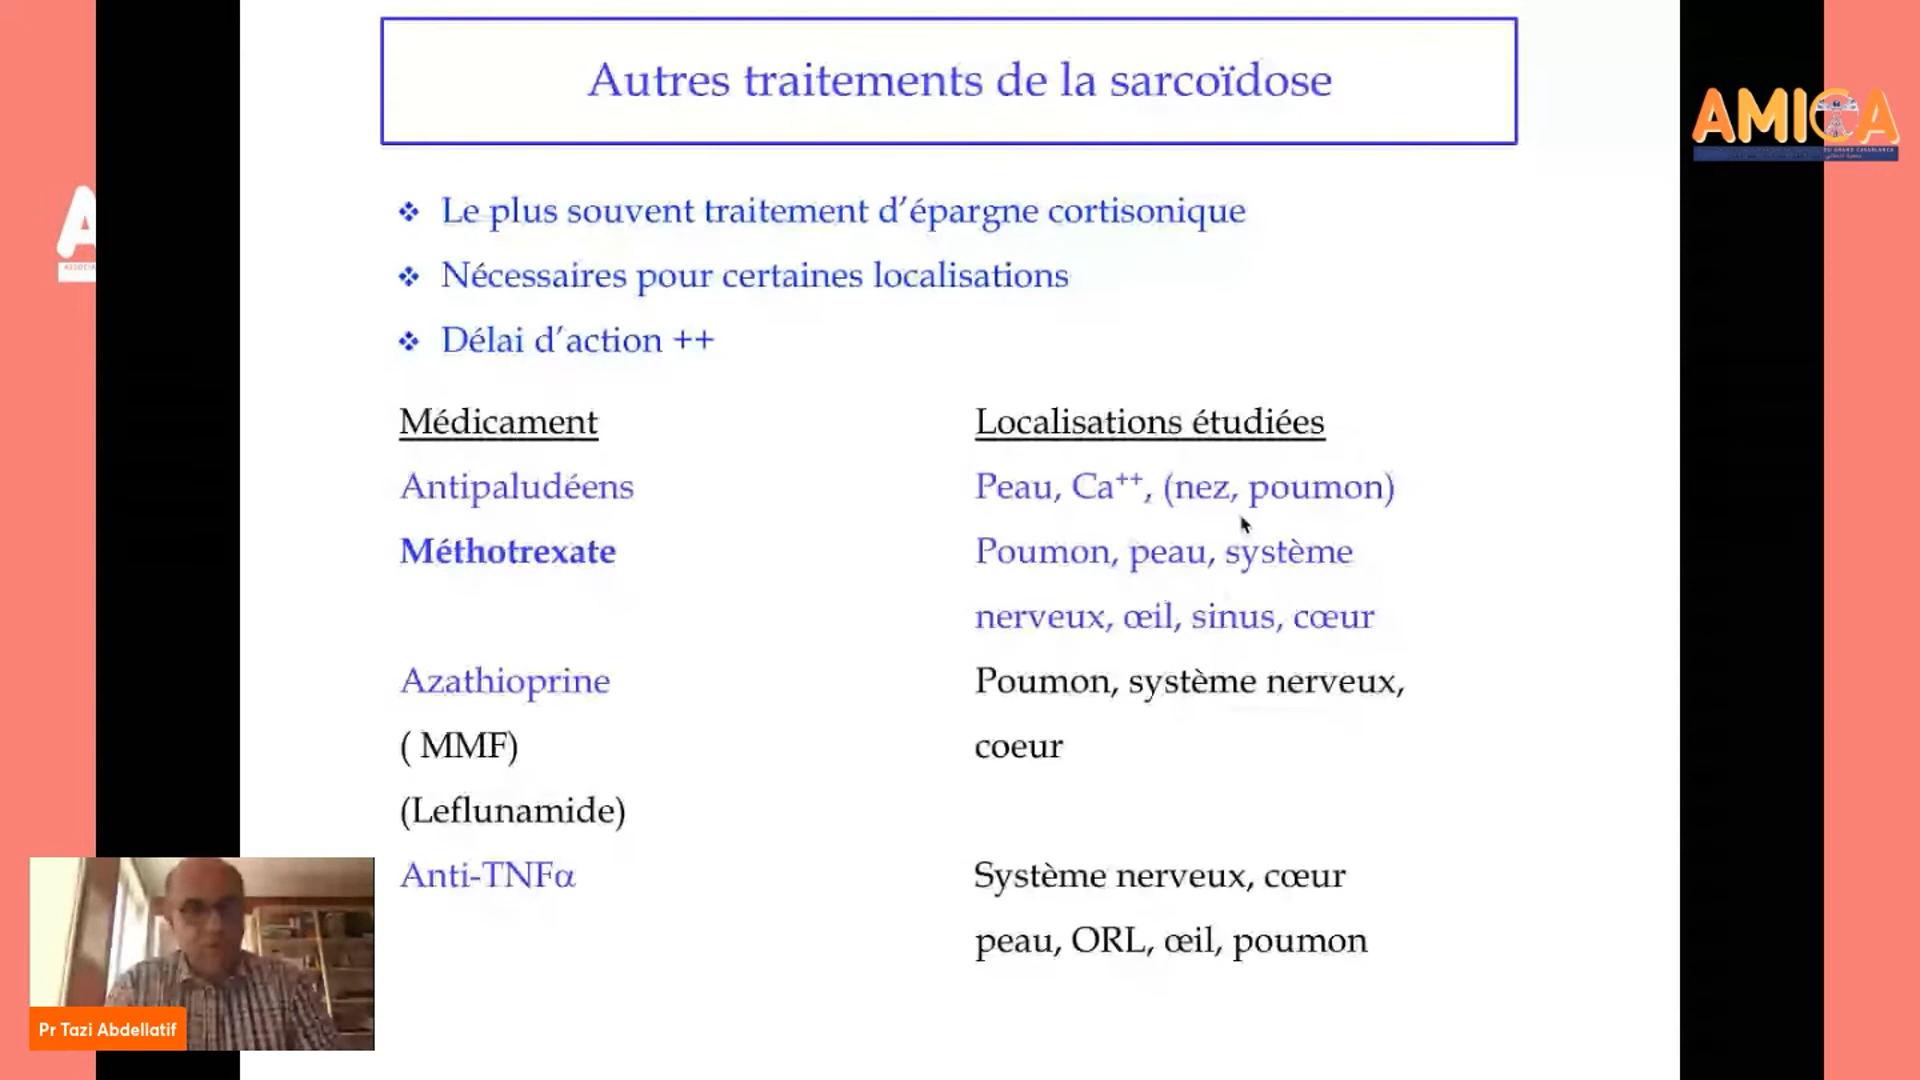 Autres traitements de la sarcoïdose
AMICA
❖ Le plus souvent traitement d’épargne cortisonique
❖ Nécessaires pour certaines localisations
❖ Délai d’action ++
Médicament Localisations étudiées
Antipaludéens Peau, Ca⁺⁺, (nez, poumon)
Méthotrexate Poumon, peau, système
nerveux, œil, sinus, cœur
Azathioprine Poumon, système nerveux,
( MMF) coeur
(Leflunamide)
Anti-TNFα Système nerveux, cœur
peau, ORL, œil, poumon
Pr Tazi Abdellatif